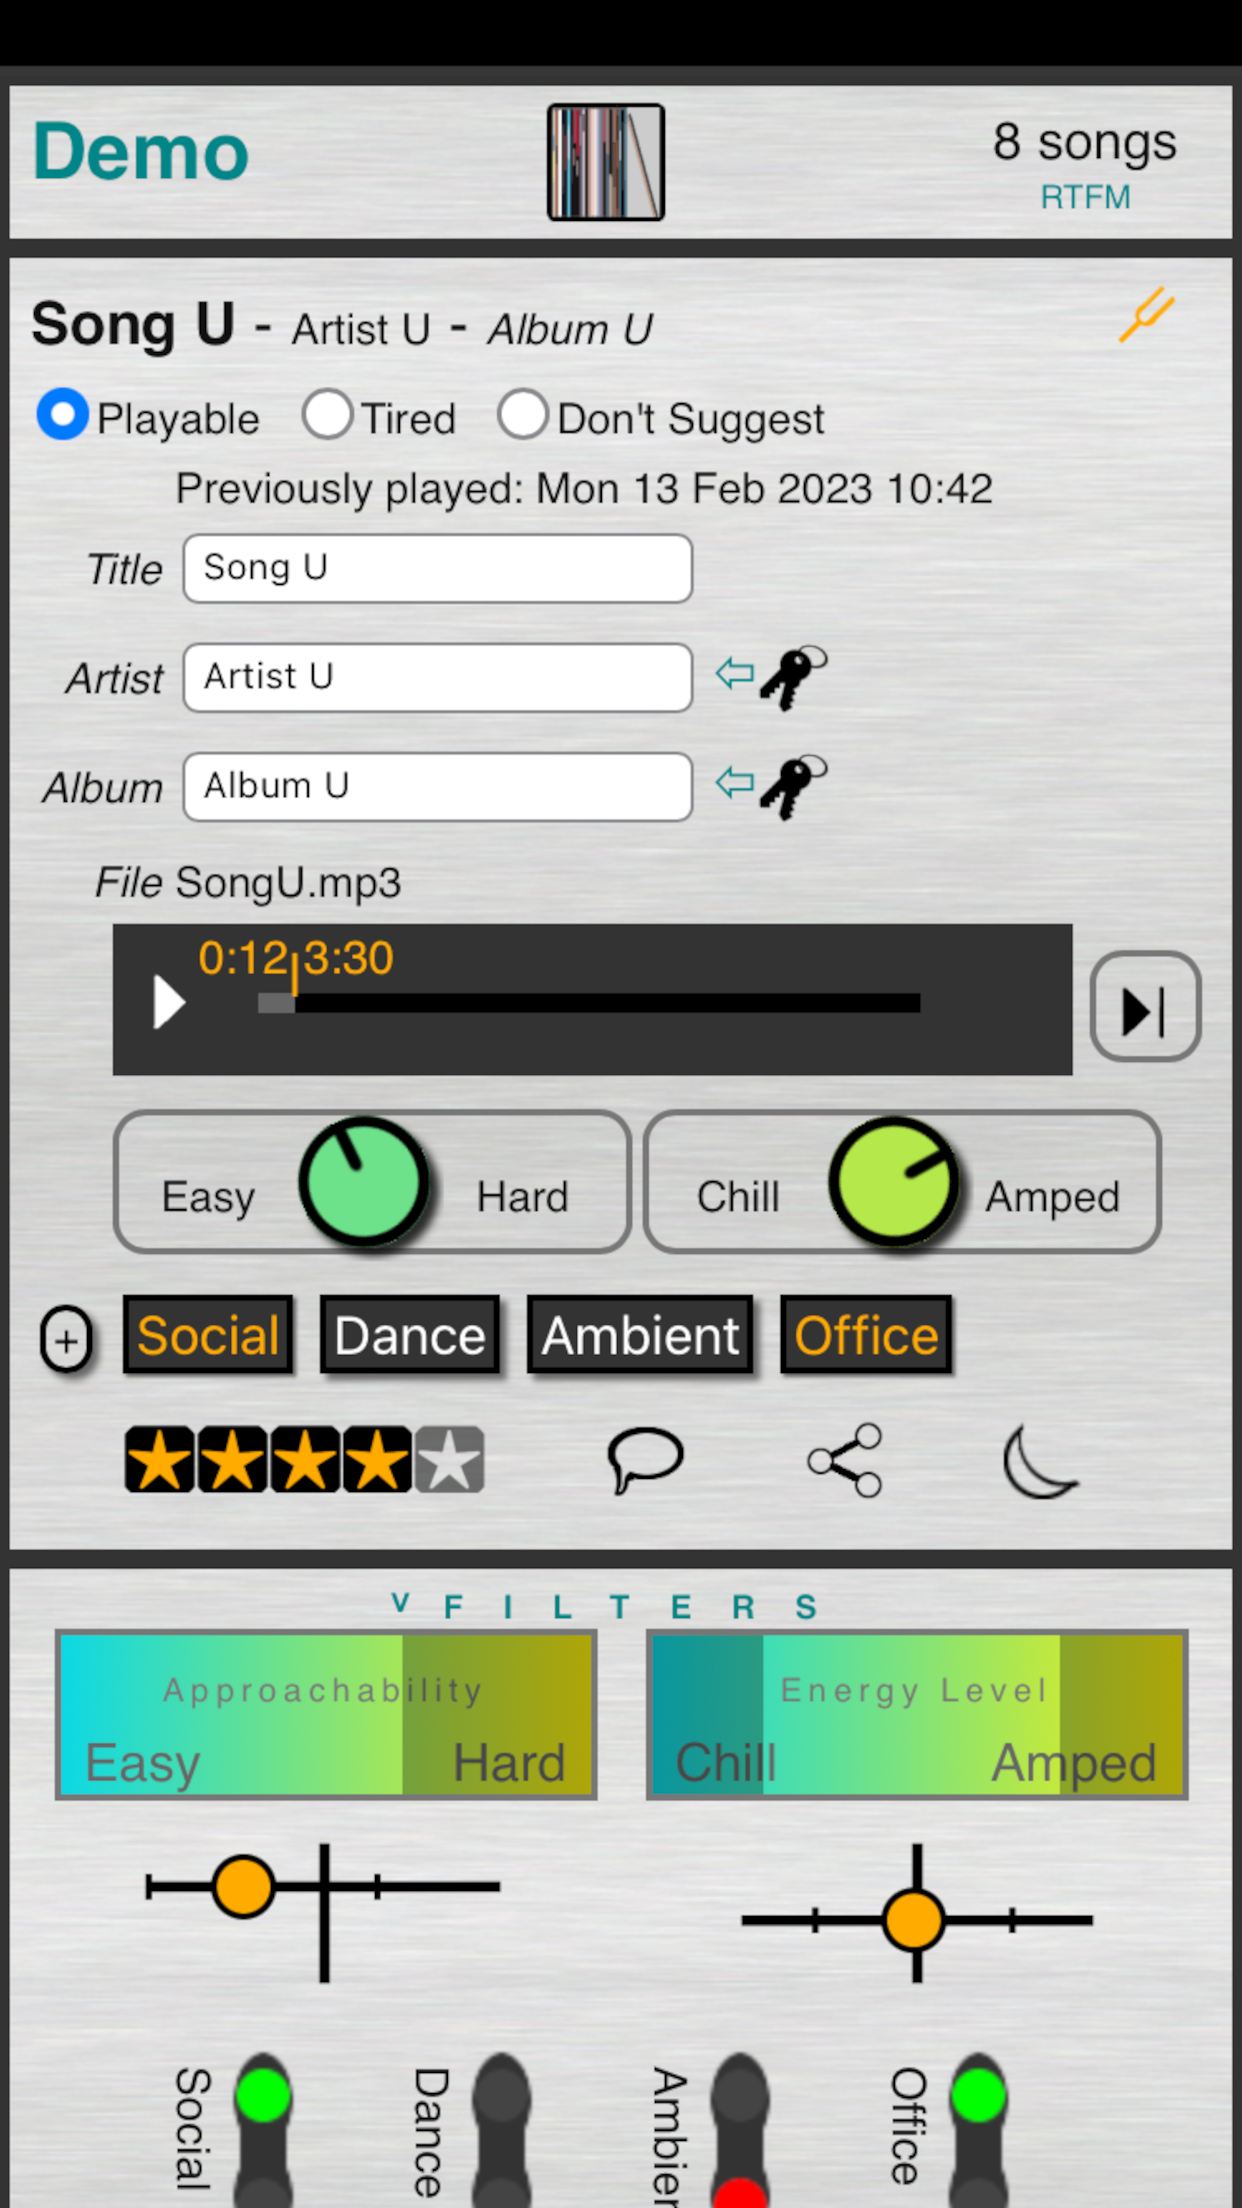 Demo
8 songs
RTFM
Song U - Artist U - Album U
Playable Tired Don't Suggest
Previously played: Mon 13 Feb 2023 10:42
Title Song U
Artist Artist U
Album Album U
File SongU.mp3
0:12 3:30
Easy Hard Chill Amped
+ Social Dance Ambient Office
V FILTERS
Approachability
Easy Hard
Energy Level
Chill Amped
Social
Dance
Office